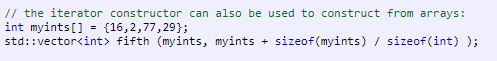 // the iterator constructor can also be used to construct from arrays:
int myints[] = {16,2,77,29};
std::vector<int> fifth (myints, myints + sizeof(myints) / sizeof(int) );